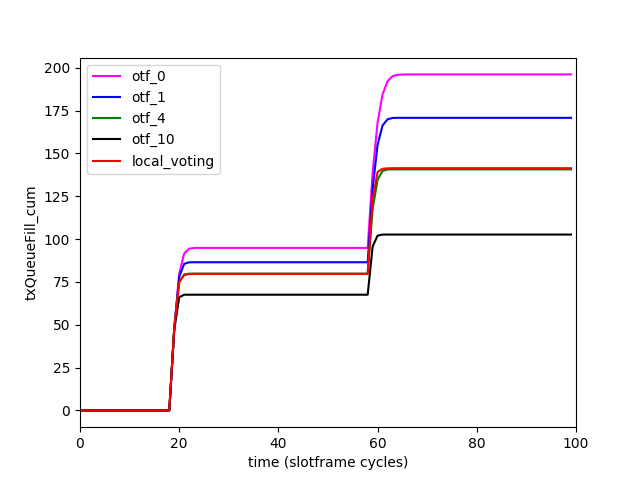 otf_0
otf_1
otf_4
otf_10
local_voting
200
175
150
125
100
75
50
25
0
txQueueFill_cum
0 20 40 60 80 100
time (slotframe cycles)